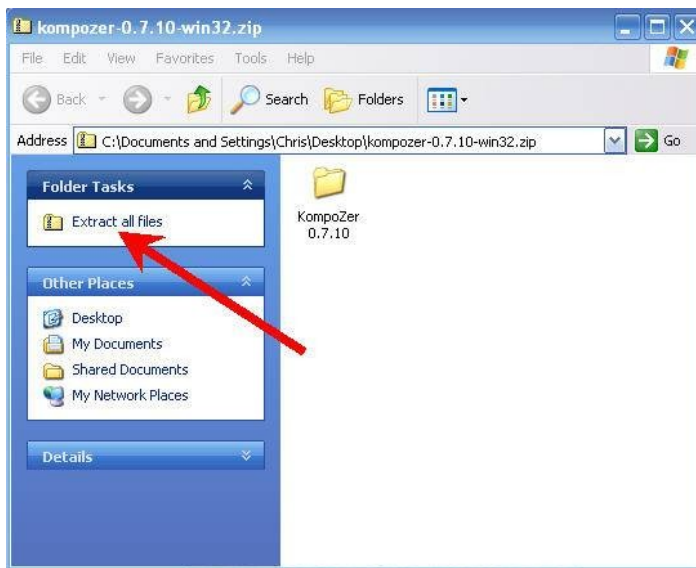 kompozer-0.7.10-win32.zip
File Edit View Favorites Tools Help
Back Search Folders
Address C:\Documents and Settings\Chris\Desktop\kompozer-0.7.10-win32.zip Go
Folder Tasks
Extract all files
KompoZer
0.7.10
Other Places
Desktop
My Documents
Shared Documents
My Network Places
Details